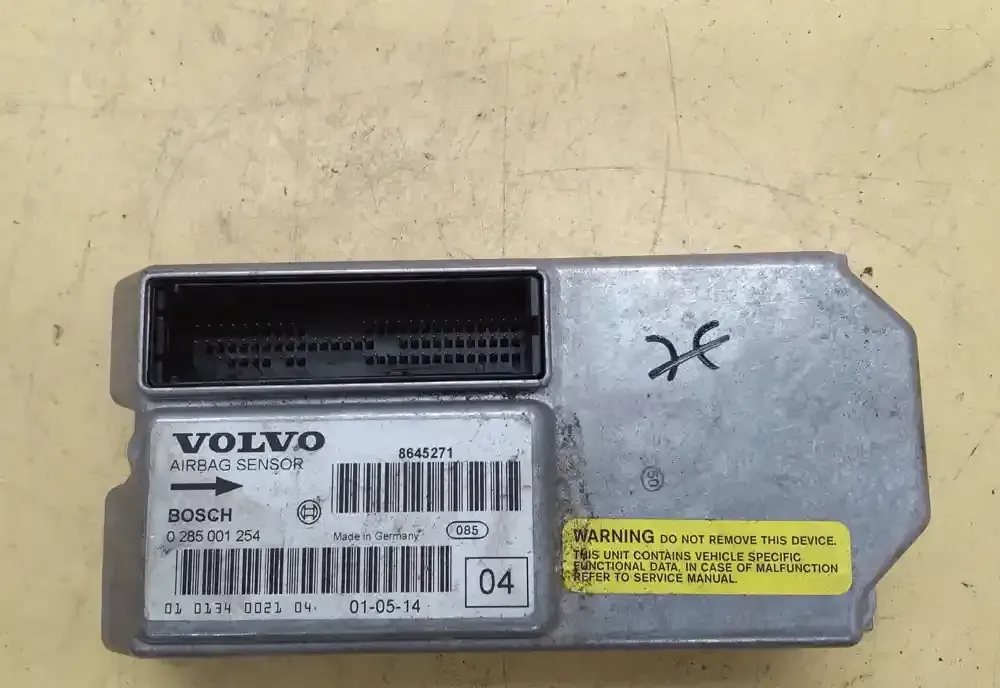 VOLVO
AIRBAG SENSOR
8645271
BOSCH
0 285 001 254
Made in Germany
085
01 0134 0021 04
01-05-14
04
50
WARNING DO NOT REMOVE THIS DEVICE.
THIS UNIT CONTAINS VEHICLE SPECIFIC
FUNCTIONAL DATA, IN CASE OF MALFUNCTION
REFER TO SERVICE MANUAL.